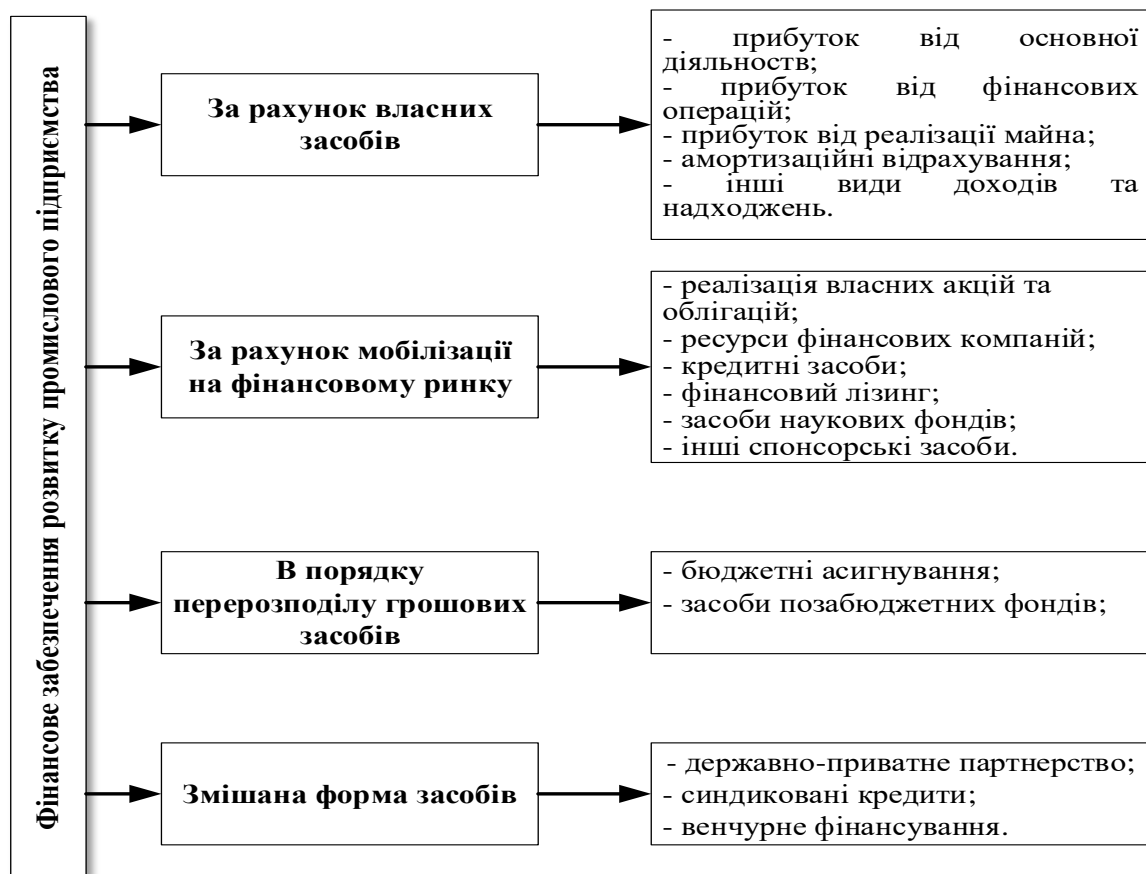 Фінансове забезпечення розвитку промислового підприємства
За рахунок власних
засобів
- прибуток від основної
діяльноств;
- прибуток від фінансових
операцій;
- прибуток від реалізації майна;
- амортизаційні відрахування;
- інші види доходів та
надходжень.
За рахунок мобілізації
на фінансовому ринку
- реалізація власних акцій та
облігацій;
- ресурси фінансових компаній;
- кредитні засоби;
- фінансовий лізинг;
- засоби наукових фондів;
- інші спонсорські засоби.
В порядку
перерозподілу грошових
засобів
- бюджетні асигнування;
- засоби позабюджетних фондів;
Змішана форма засобів
- державно-приватне партнерство;
- синдиковані кредити;
- венчурне фінансування.